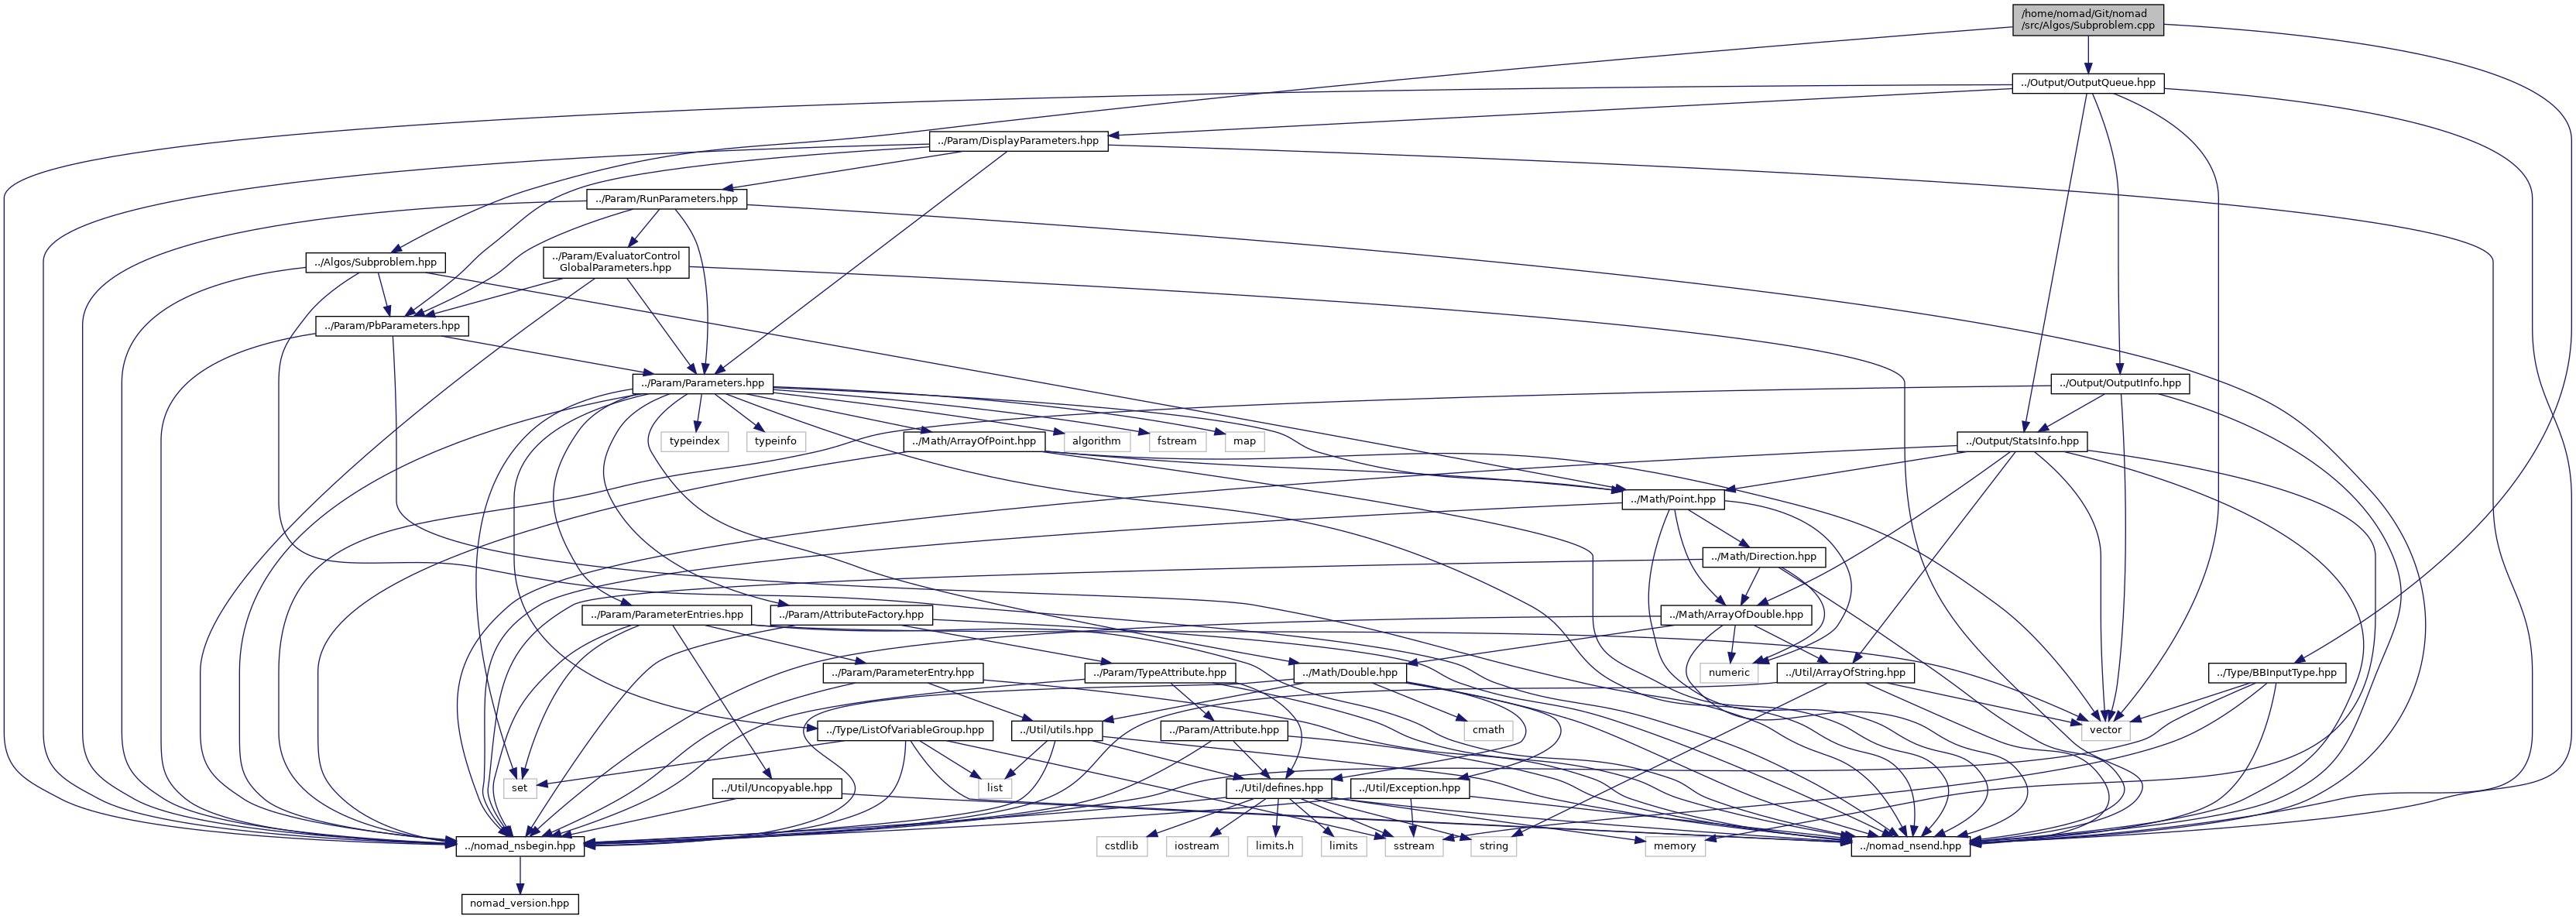 /home/nomad/Git/nomad
/src/Algos/Subproblem.cpp
../Output/OutputQueue.hpp
../Param/DisplayParameters.hpp
../Param/RunParameters.hpp
../Algos/Subproblem.hpp
../Param/EvaluatorControl
GlobalParameters.hpp
../Param/PbParameters.hpp
../Param/Parameters.hpp
../Output/OutputInfo.hpp
typeindex
typeinfo
../Math/ArrayOfPoint.hpp
algorithm
fstream
map
../Output/StatsInfo.hpp
../Math/Point.hpp
../Math/Direction.hpp
../Param/ParameterEntries.hpp
../Param/AttributeFactory.hpp
../Math/ArrayOfDouble.hpp
../Param/ParameterEntry.hpp
../Param/TypeAttribute.hpp
../Math/Double.hpp
numeric
../Util/ArrayOfString.hpp
../Type/BBInputType.hpp
../Type/ListOfVariableGroup.hpp
../Util/utils.hpp
../Param/Attribute.hpp
cmath
vector
set
../Util/Uncopyable.hpp
list
../Util/defines.hpp
../Util/Exception.hpp
../nomad_nsbegin.hpp
cstdlib
iostream
limits.h
limits
sstream
string
memory
../nomad_nsend.hpp
nomad_version.hpp